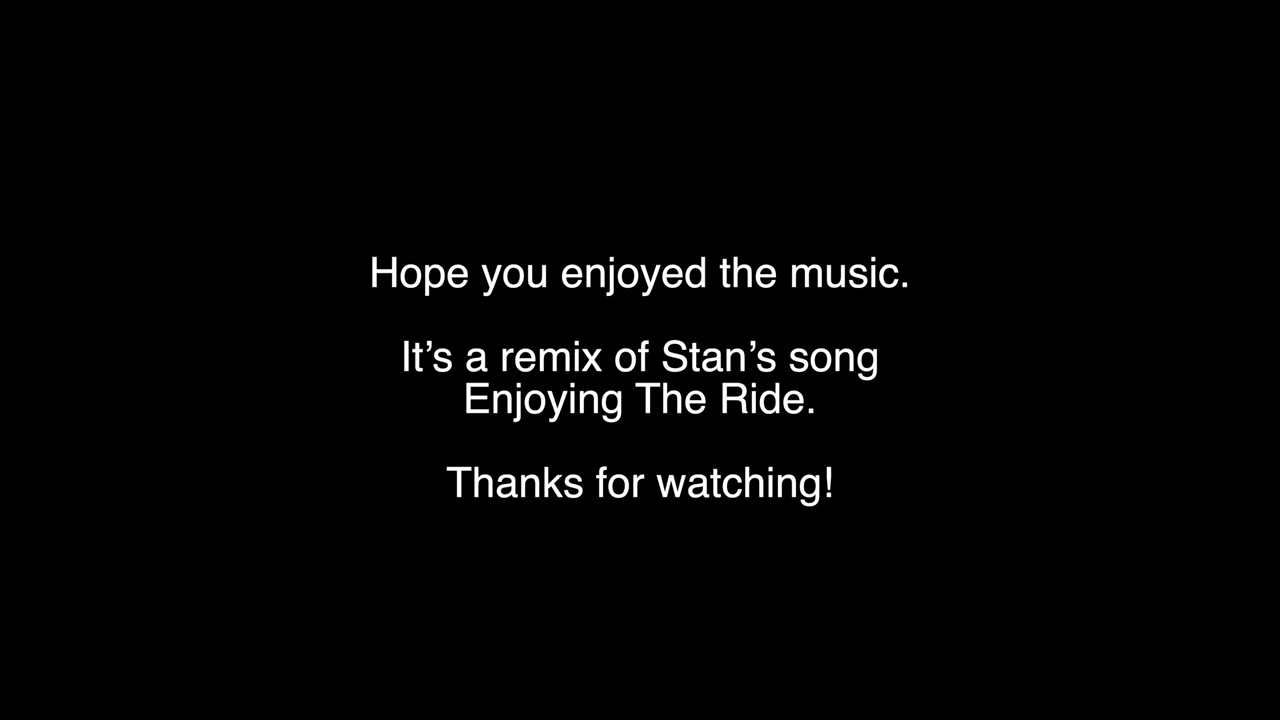 Hope you enjoyed the music.
It’s a remix of Stan’s song
Enjoying The Ride.
Thanks for watching!